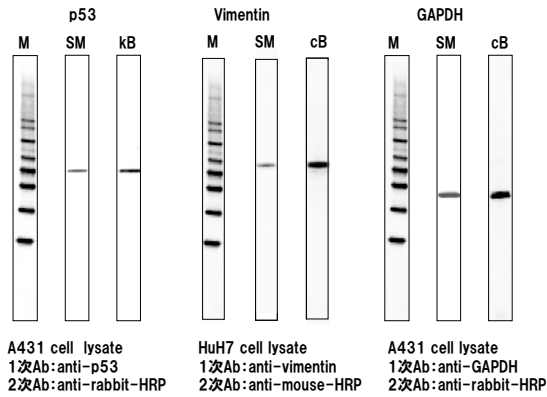 p53
Vimentin
GAPDH
M SM kB
M SM cB
M SM cB
A431 cell lysate
1次Ab:anti-p53
2次Ab:anti-rabbit-HRP
HuH7 cell lysate
1次Ab:anti-vimentin
2次Ab:anti-mouse-HRP
A431 cell lysate
1次Ab:anti-GAPDH
2次Ab:anti-rabbit-HRP